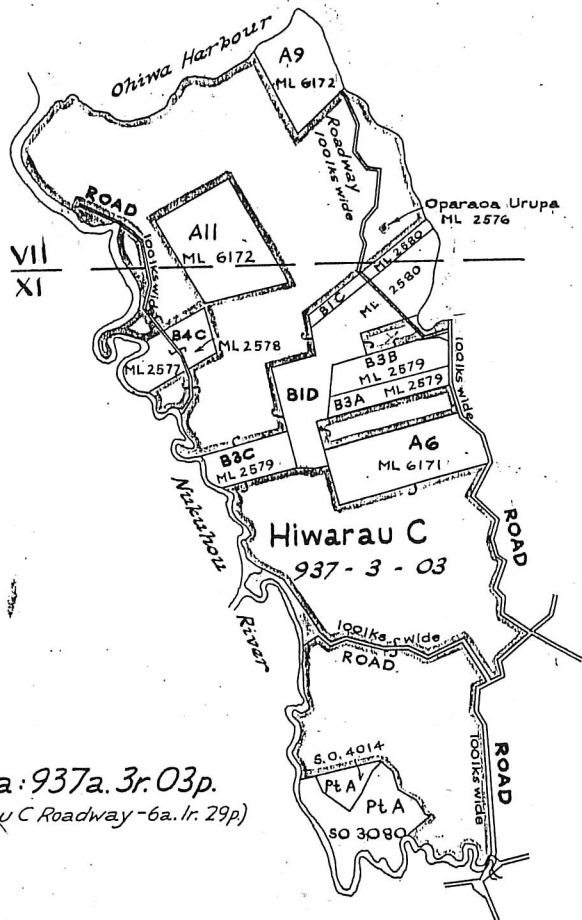 Ohiwa Harbour
A9
ML 6172
Roadway
100lks wide
Oparaoa Urupa
ML 2576
ROAD
100lks wide
A11
ML 6172
VII
XI
ML 2580
B1C
ML 2580
B4C
ML 2578
ML 2577
B3B
ML 2579
B3A ML 2579
100lks wide
B1D
A6
ML 6171
B3C
ML 2579
Nukuhou
River
Hiwarau C
937 - 3 - 03
ROAD
100lks wide
ROAD
S.O. 4014
Pt A
Pt A
SO 3080
100lks wide
ROAD
a: 937a. 3r. 03p.
u C Roadway - 6a. 1r. 29p.)